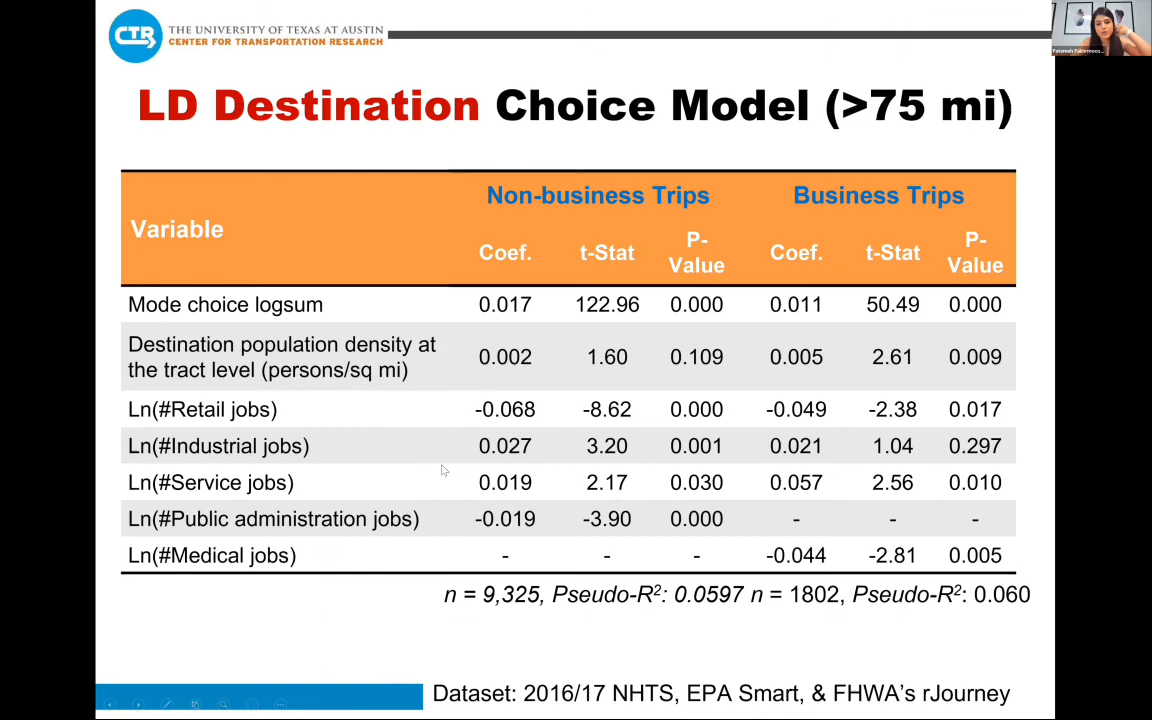 CTR THE UNIVERSITY OF TEXAS AT AUSTIN
CENTER FOR TRANSPORTATION RESEARCH
LD Destination Choice Model (>75 mi)
Non-business Trips Business Trips
Variable
Coef. t-Stat P-Value Coef. t-Stat P-Value
Mode choice logsum 0.017 122.96 0.000 0.011 50.49 0.000
Destination population density at
the tract level (persons/sq mi) 0.002 1.60 0.109 0.005 2.61 0.009
Ln(#Retail jobs) -0.068 -8.62 0.000 -0.049 -2.38 0.017
Ln(#Industrial jobs) 0.027 3.20 0.001 0.021 1.04 0.297
Ln(#Service jobs) 0.019 2.17 0.030 0.057 2.56 0.010
Ln(#Public administration jobs) -0.019 -3.90 0.000 - - -
Ln(#Medical jobs) - - - -0.044 -2.81 0.005
n = 9,325, Pseudo-R²: 0.0597 n = 1802, Pseudo-R²: 0.060
Dataset: 2016/17 NHTS, EPA Smart, & FHWA's rJourney